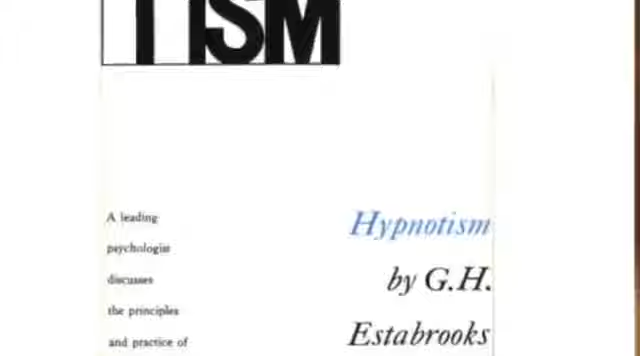 TISM
A leading
psychologist
discusses
the principles
and practice of
Hypnotism
by G.H.
Estabrooks